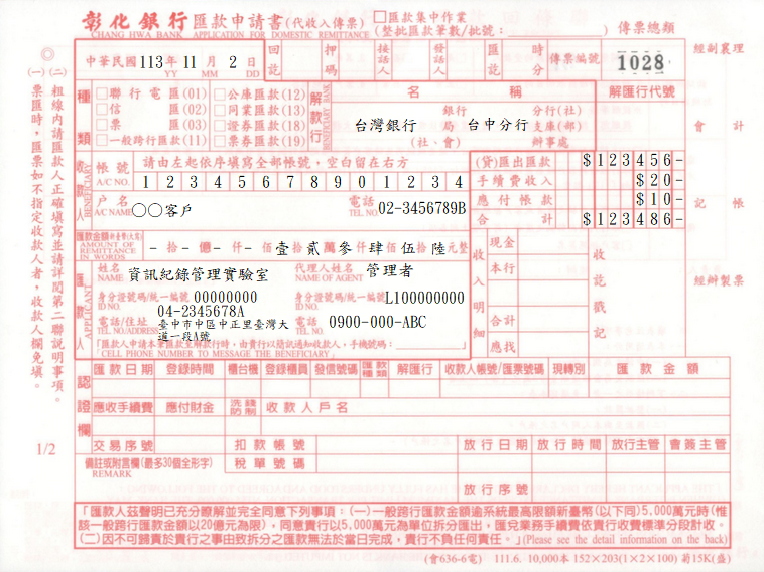 彰化銀行匯款申請書(代收入傳票)
CHANG HWA BANK APPLICATION FOR DOMESTIC REMITTANCE
□匯款集中作業
(整批匯款筆數/批號：　　　)
傳票總類
中華民國 113年 11 月 2 日
YY MM DD
回記
押碼
接話人
發話人
匯記
時分
傳票編號 1028
經副襄理
會計
記帳
經辦製票
◎
(一)票匯時，匯票如不指定收款人者，收款人欄免填。
(二)粗線內請匯款人正確填寫並請詳閱第二聯說明事項。
1/2
種類
□聯行電匯(01) □公庫匯款(12)
□信　　匯(02) □同業匯款(13)
□票　　匯(03) □證券匯款(18)
□一般跨行匯款(11) □票券匯款(19)
解款行
BENEFICIARY BANK
名　　稱
銀行 分行(社)
台灣銀行 局 台中分行 支庫(部)
(社、會) 辦事處
解匯行代號
收款人
BENEFICIARY
帳號 請由左起依序填寫全部帳號，空白留在右方
A/C NO. 1 2 3 4 5 6 7 8 9 0 1 2 3 4
戶名 ○○客戶 電話 02-3456789B
A/C NAME TEL NO.
(貸)匯出匯款 $123456-
手續費收入 $20-
應付帳款 $10-
合計 $123486-
匯款金額新臺幣(大寫)
AMOUNT OF REMITTANCE IN WORDS
-拾-億-仟-佰壹拾貳萬參仟肆佰伍拾陸元整
匯款人
APPLICANT
姓名 資訊紀錄管理實驗室 代理人姓名 管理者
NAME NAME OF AGENT
身分證號碼/統一編號 00000000 身分證號碼/統一編號 L100000000
ID NO. ID NO.
04-2345678A
電話/住址 臺中市中區中正里臺灣大道一段A號 電話 0900-000-ABC
TEL NO./ADDRESS TEL NO.
「匯款人申請本筆匯款並解款行時，由貴行以簡訊通知收款人，手機號碼：
「CELL PHONE NUMBER TO MESSAGE THE BENEFICIARY」
收入明細
現金
本行
合計
應找
收訖戳記
認證欄
匯款日期 登錄時間 櫃台機 登錄櫃員 發信號碼 匯款種類 解匯行 收款人帳號/匯票號碼 現轉別 匯款金額
應收手續費 應付財金 洗錢防制 收款人戶名
交易序號 扣款帳號 放行日期 放行時間 放行主管 會簽主管
備註或附言欄(最多30個全形字) 稅單號碼
REMARK
放行序號
「匯款人茲聲明已充分瞭解並完全同意下列事項：(一)一般跨行匯款金額逾系統最高限額新臺幣(以下同)5,000萬元時(惟
該一般跨行匯款金額以20億元為限)，同意貴行以5,000萬元為單位拆分匯出，匯兌業務手續費依貴行收費標準分段計收。
(二)因不可歸責於貴行之事由致拆分之匯款無法於當日完成，貴行不負任何責任。」(Please see the detail information on the back)
(會636-6電) 111.6. 10,000本 152×203(1×2×100) 菊15K(盛)